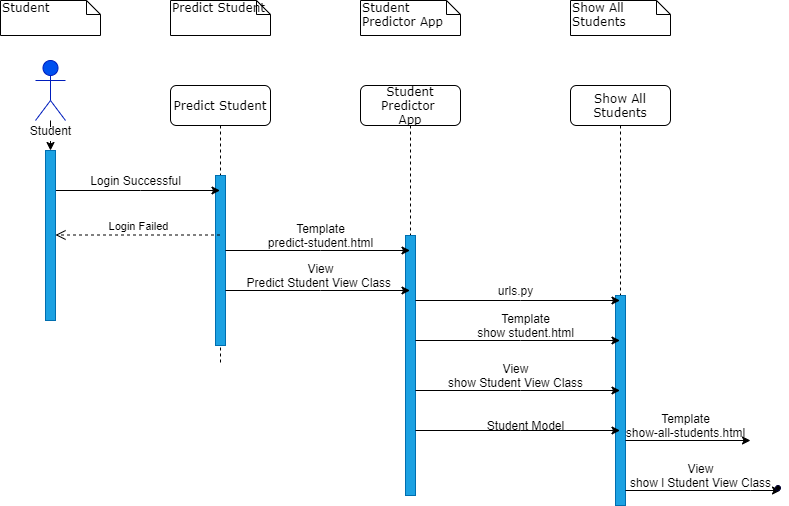 Student
Predict Student
Student
Predictor App
Show All
Students
Student
Predict Student
Student
Predictor
App
Show All
Students
Login Successful
Login Failed
Template
predict-student.html
View
Predict Student View Class
urls.py
Template
show student.html
View
show Student View Class
Student Model
Template
show-all-students.html
View
show l Student View Class